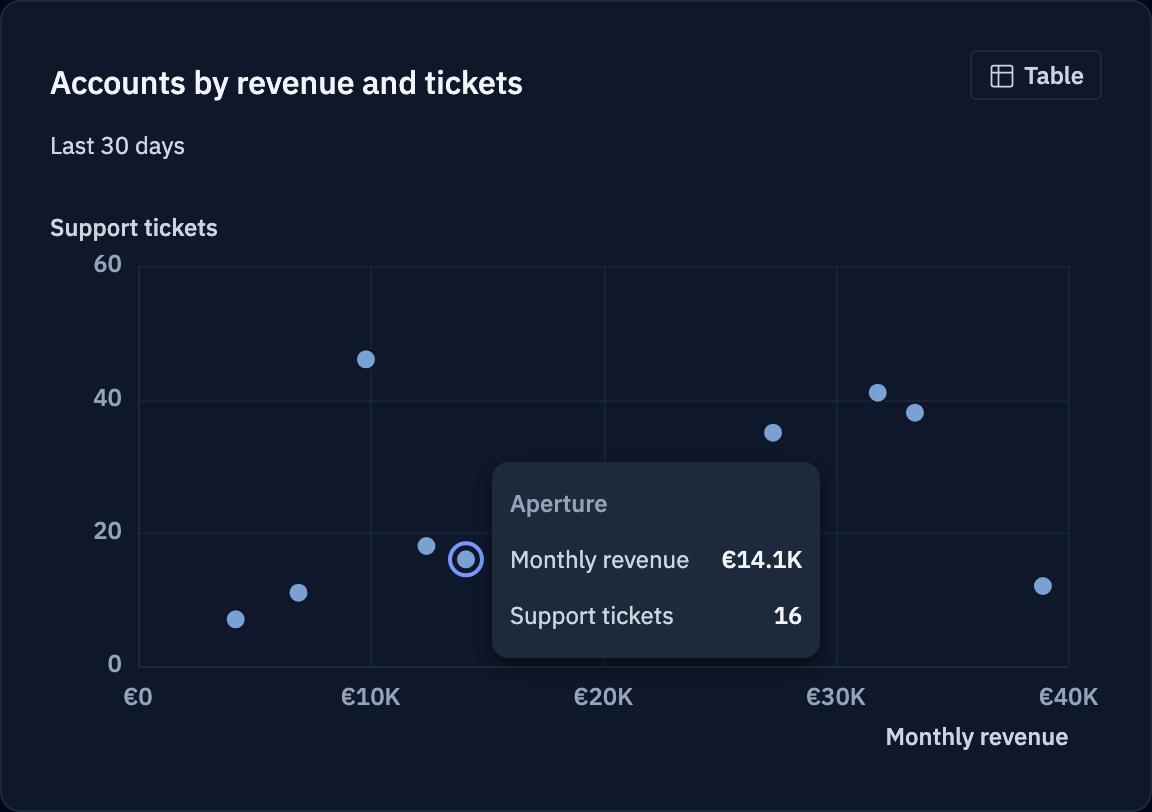 Accounts by revenue and tickets
Table
Last 30 days
Support tickets
60
40
20
0
Aperture
Monthly revenue €14.1K
Support tickets 16
€0 €10K €20K €30K €40K
Monthly revenue